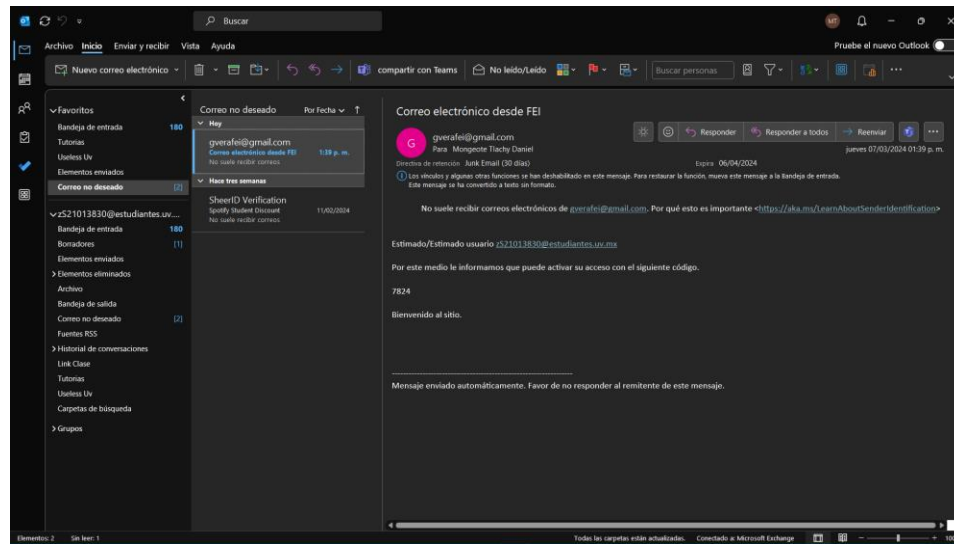 Buscar
MT
Archivo Inicio Enviar y recibir Vista Ayuda
Pruebe el nuevo Outlook
Nuevo correo electrónico
compartir con Teams
No leído/Leído
Buscar personas
Favoritos
Bandeja de entrada 180
Tutorias
Useless Uv
Elementos enviados
Correo no deseado [2]
zS21013830@estudiantes.uv....
Bandeja de entrada 180
Borradores [1]
Elementos enviados
Elementos eliminados
Archivo
Bandeja de salida
Correo no deseado [2]
Fuentes RSS
Historial de conversaciones
Link Clase
Tutorias
Useless Uv
Carpetas de búsqueda
Grupos
Correo no deseado Por Fecha
Hoy
gverafei@gmail.com
Correo electrónico desde FEI 1:39 p. m.
No suele recibir correos
Hace tres semanas
SheerID Verification
Spotify Student Discount 11/02/2024
No suele recibir correos
Correo electrónico desde FEI
G
gverafei@gmail.com
Para Mongeote Tlachy Daniel
Responder
Responder a todos
Reenviar
jueves 07/03/2024 01:39 p. m.
Directiva de retención Junk Email (30 días)
Expira 06/04/2024
Los vínculos y algunas otras funciones se han deshabilitado en este mensaje. Para restaurar la función, mueva este mensaje a la Bandeja de entrada.
Este mensaje se ha convertido a texto sin formato.
No suele recibir correos electrónicos de gverafei@gmail.com. Por qué esto es importante <https://aka.ms/LearnAboutSenderIdentification>
Estimado/Estimado usuario zS21013830@estudiantes.uv.mx
Por este medio le informamos que puede activar su acceso con el siguiente código.
7824
Bienvenido al sitio.
Mensaje enviado automáticamente. Favor de no responder al remitente de este mensaje.
Elementos: 2 Sin leer: 1
Todas las carpetas están actualizadas. Conectado a: Microsoft Exchange
100